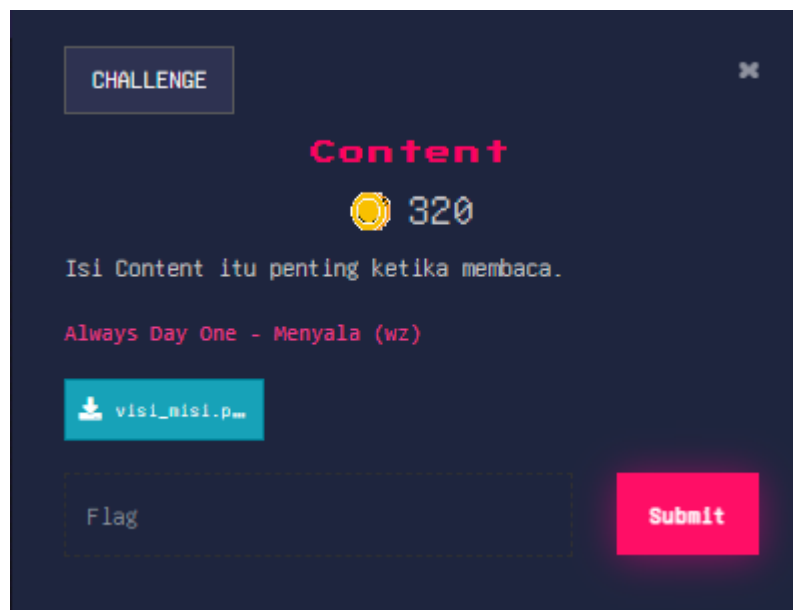 CHALLENGE
Content
320
Isi Content itu penting ketika membaca.
Always Day One - Menyala (wz)
visi_misi.p…
Flag
Submit